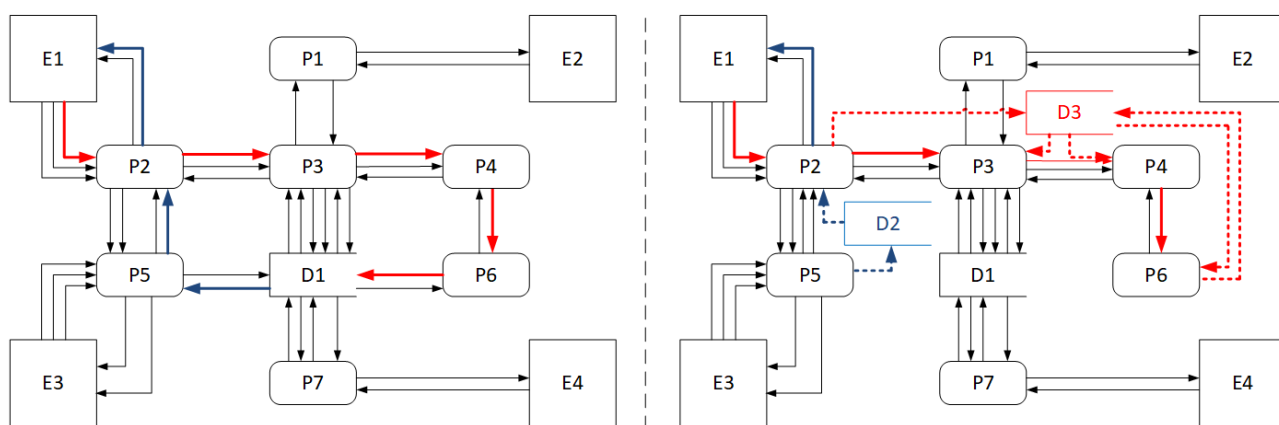 E1 P1 E2 E1 P1 E2
D3
P2 P3 P4 P2 P3 P4
D2
P5 D1 P6 P5 D1 P6
E3 P7 E4 E3 P7 E4